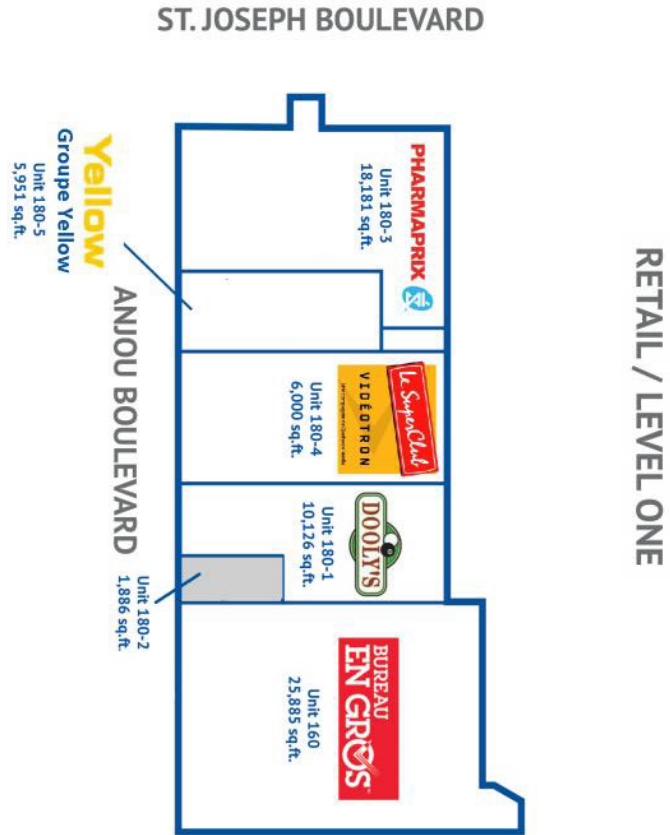 ST. JOSEPH BOULEVARD
RETAIL / LEVEL ONE
PHARMAPRIX
Unit 180-3
18,181 sq.ft.
Yellow
Groupe Yellow
Unit 180-5
5,951 sq.ft.
ANJOU BOULEVARD
Le SuperClub
VIDÉOTRON
Unit 180-4
6,000 sq.ft.
DOOLY'S
Unit 180-1
10,126 sq.ft.
Unit 180-2
1,886 sq.ft.
BUREAU
EN GROS
Unit 160
25,885 sq.ft.